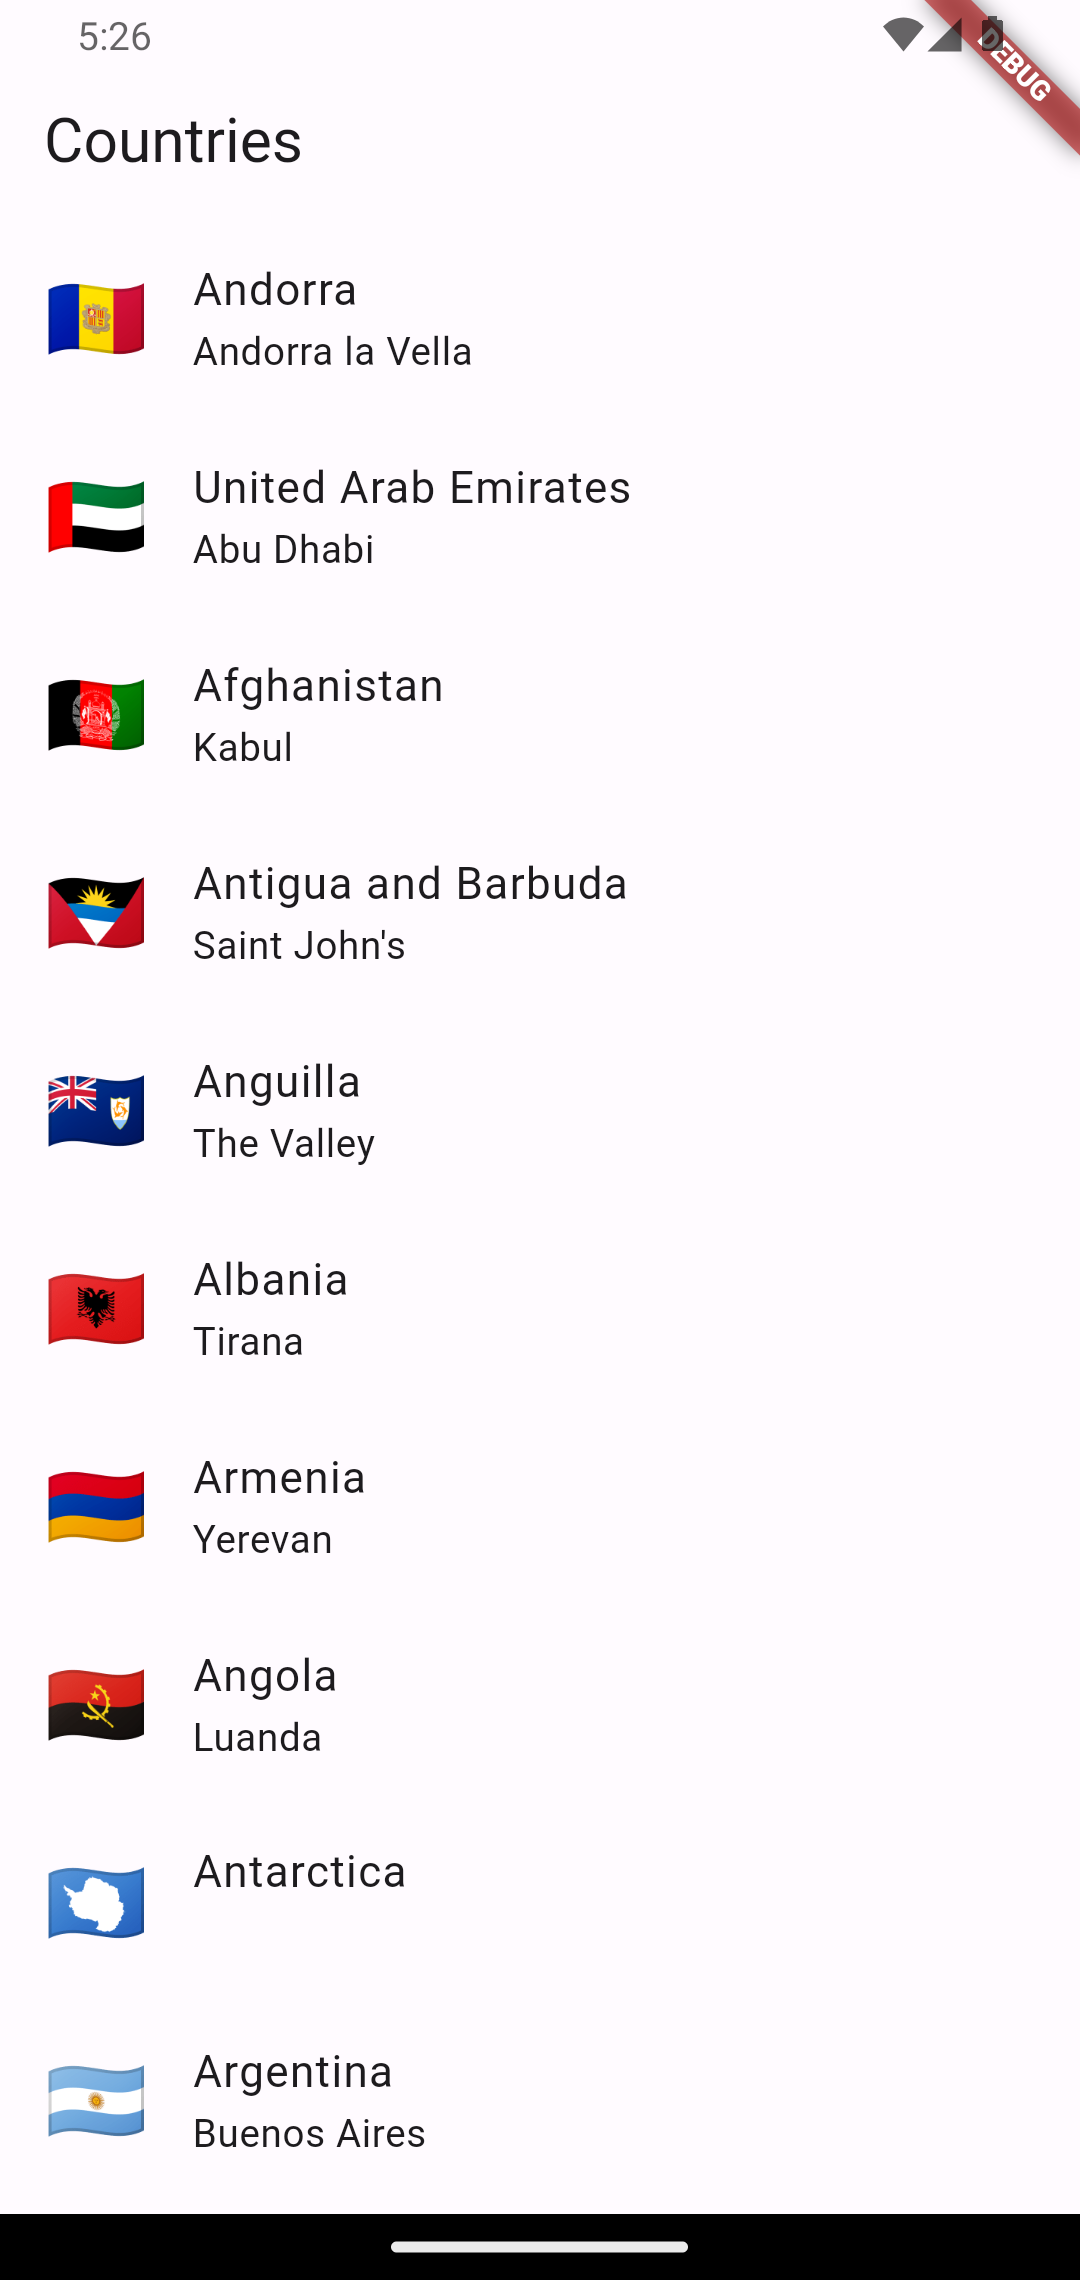 5:26
DEBUG
Countries
Andorra
Andorra la Vella
United Arab Emirates
Abu Dhabi
Afghanistan
Kabul
Antigua and Barbuda
Saint John's
Anguilla
The Valley
Albania
Tirana
Armenia
Yerevan
Angola
Luanda
Antarctica
Argentina
Buenos Aires